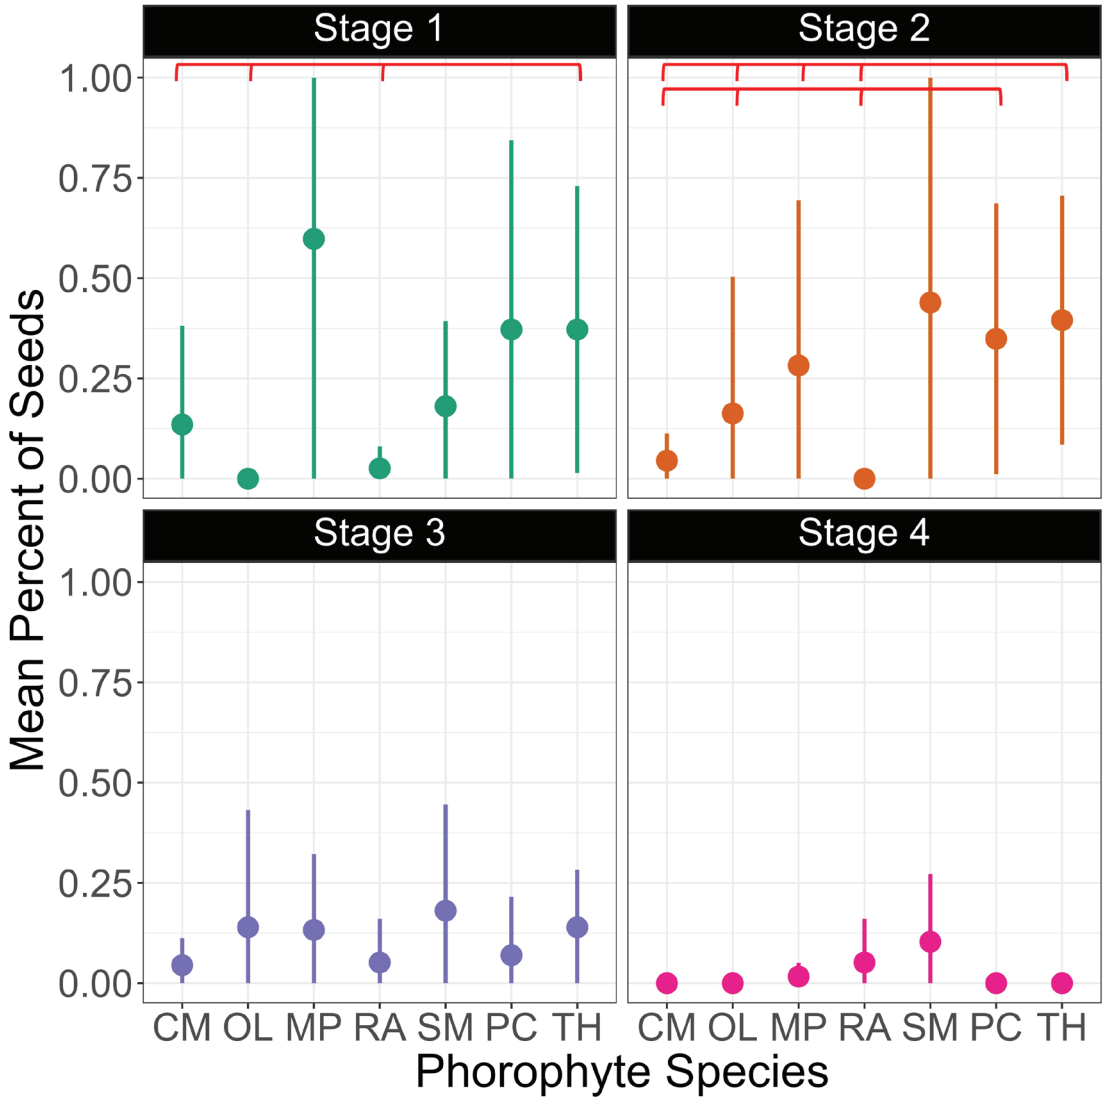 Stage 1
Stage 2
1.00
0.75
0.50
0.25
0.00
Stage 3
Stage 4
1.00
0.75
0.50
0.25
0.00
CM OL MP RA SM PC TH
CM OL MP RA SM PC TH
Phorophyte Species
Mean Percent of Seeds